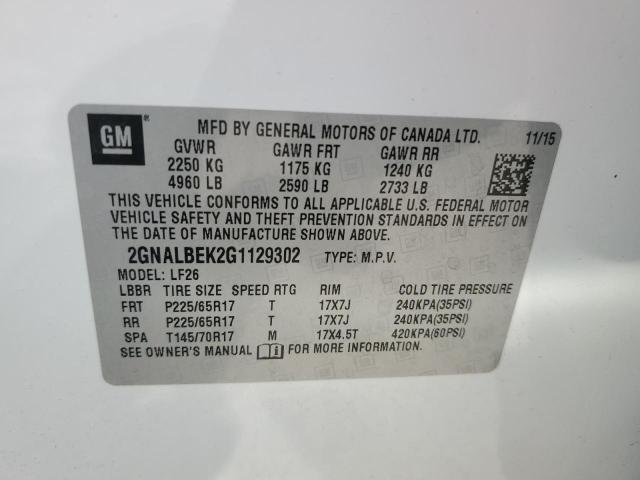 GM ® MFD BY GENERAL MOTORS OF CANADA LTD. 11/15
GVWR GAWR FRT GAWR RR
2250 KG 1175 KG 1240 KG
4960 LB 2590 LB 2733 LB
THIS VEHICLE CONFORMS TO ALL APPLICABLE U.S. FEDERAL MOTOR
VEHICLE SAFETY AND THEFT PREVENTION STANDARDS IN EFFECT ON
THE DATE OF MANUFACTURE SHOWN ABOVE.
2GNALBEK2G1129302 TYPE: M.P.V.
MODEL: LF26
LBBR TIRE SIZE SPEED RTG RIM COLD TIRE PRESSURE
FRT P225/65R17 T 17X7J 240KPA(35PSI)
RR P225/65R17 T 17X7J 240KPA(35PSI)
SPA T145/70R17 M 17X4.5T 420KPA(60PSI)
SEE OWNER'S MANUAL i FOR MORE INFORMATION.